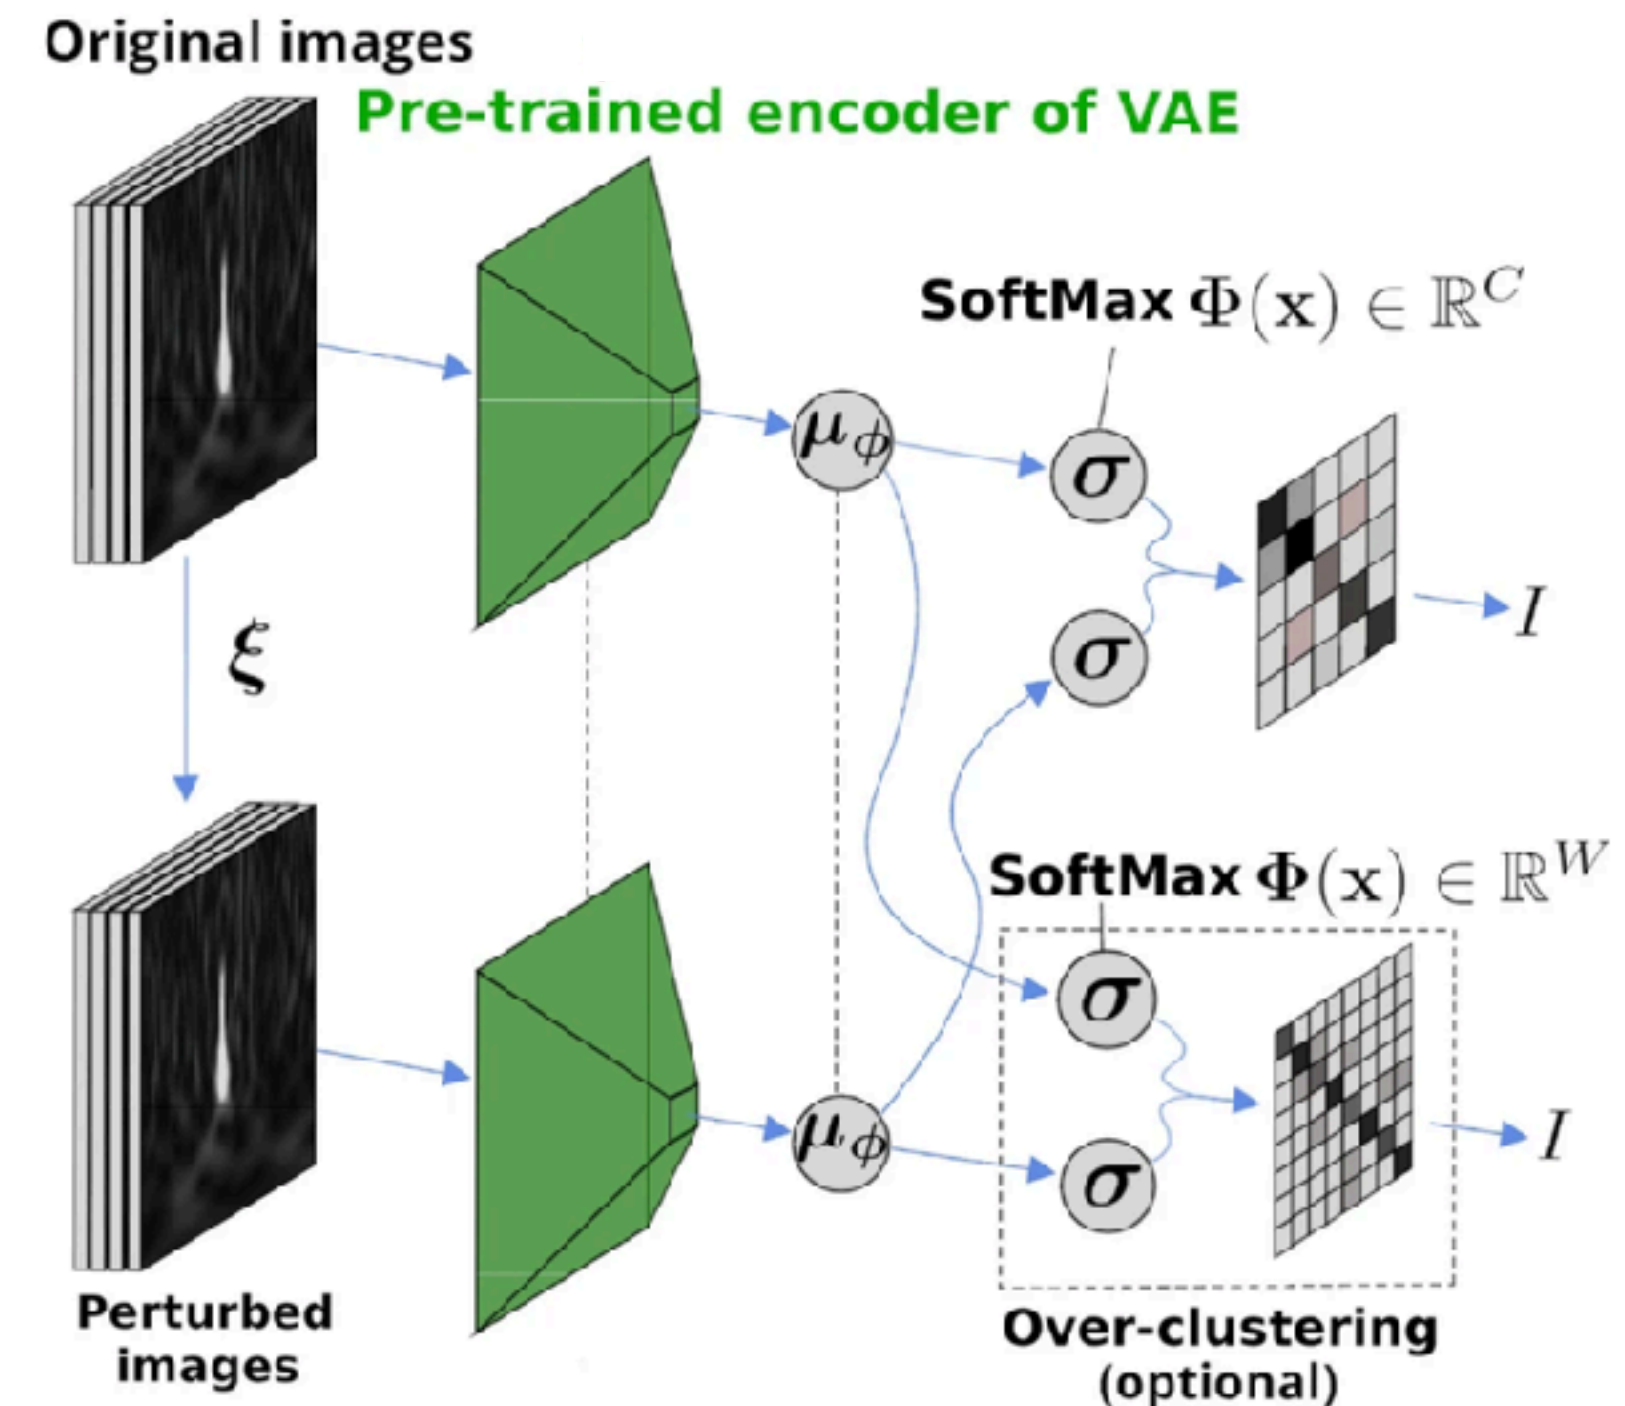 Original images
Pre-trained encoder of VAE
SoftMax Φ(x) ∈ ℝ^C
μ_ϕ
σ
I
σ
ξ
SoftMax Φ(x) ∈ ℝ^W
σ
I
μ_ϕ
σ
Perturbed
images
Over-clustering
(optional)